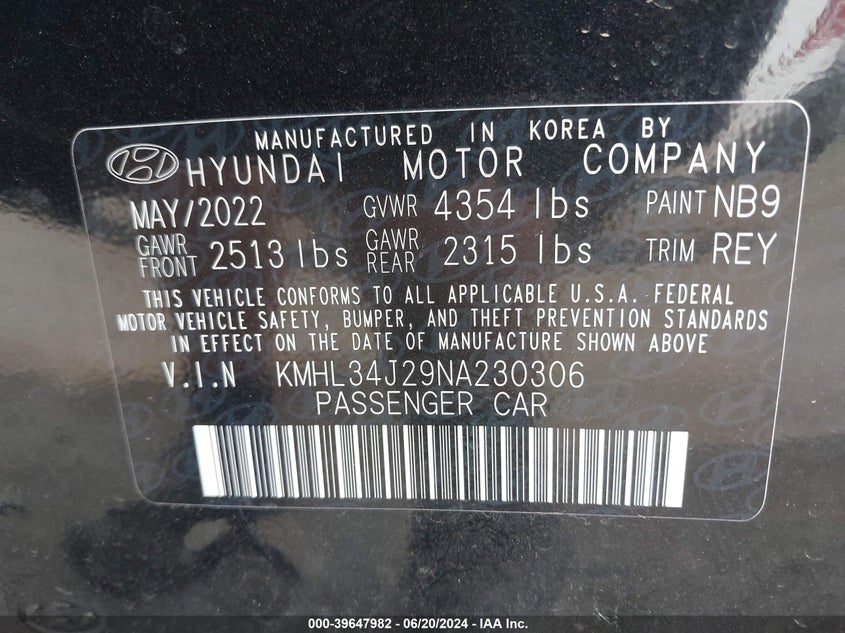 MANUFACTURED IN KOREA BY
HYUNDAI MOTOR COMPANY
MAY/2022 GVWR 4354 lbs PAINT NB9
GAWR FRONT 2513 lbs GAWR REAR 2315 lbs TRIM REY
THIS VEHICLE CONFORMS TO ALL APPLICABLE U.S.A. FEDERAL
MOTOR VEHICLE SAFETY, BUMPER, AND THEFT PREVENTION STANDARDS
IN EFFECT ON THE DATE OF MANUFACTURE SHOWN ABOVE
V.I.N KMHL34J29NA230306
PASSENGER CAR
000-39647982 / 06/20/2024 - IAA Inc.